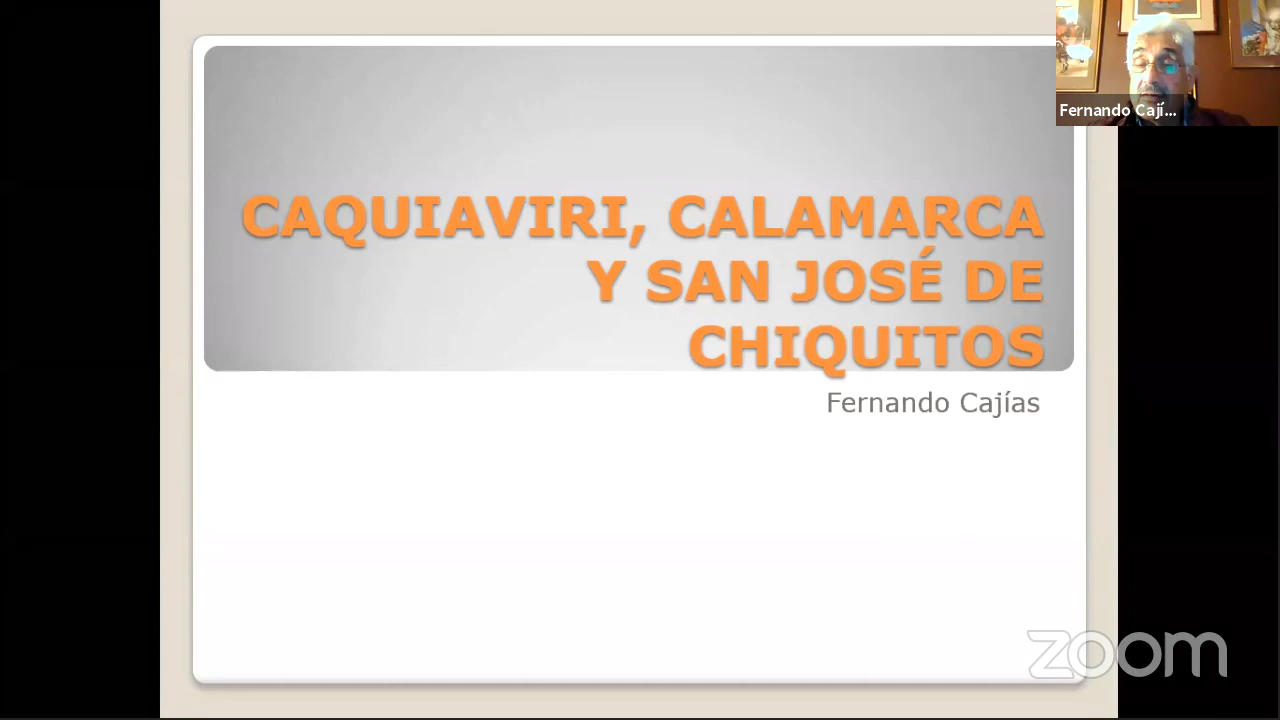 Fernando Cají...
CAQUIAVIRI, CALAMARCA
Y SAN JOSÉ DE
CHIQUITOS
Fernando Cajías
zoom